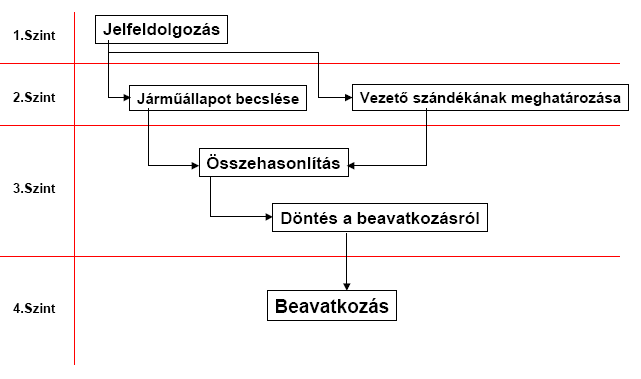 1.Szint
Jelfeldolgozás
2.Szint
Járműállapot becslése
Vezető szándékának meghatározása
3.Szint
Összehasonlítás
Döntés a beavatkozásról
4.Szint
Beavatkozás